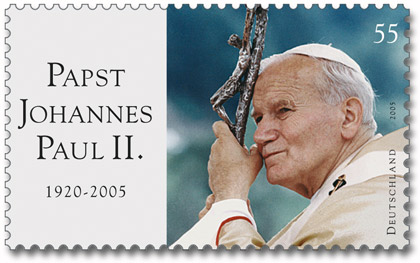 PAPST
JOHANNES
PAUL II.
1920-2005
55
DEUTSCHLAND 2005